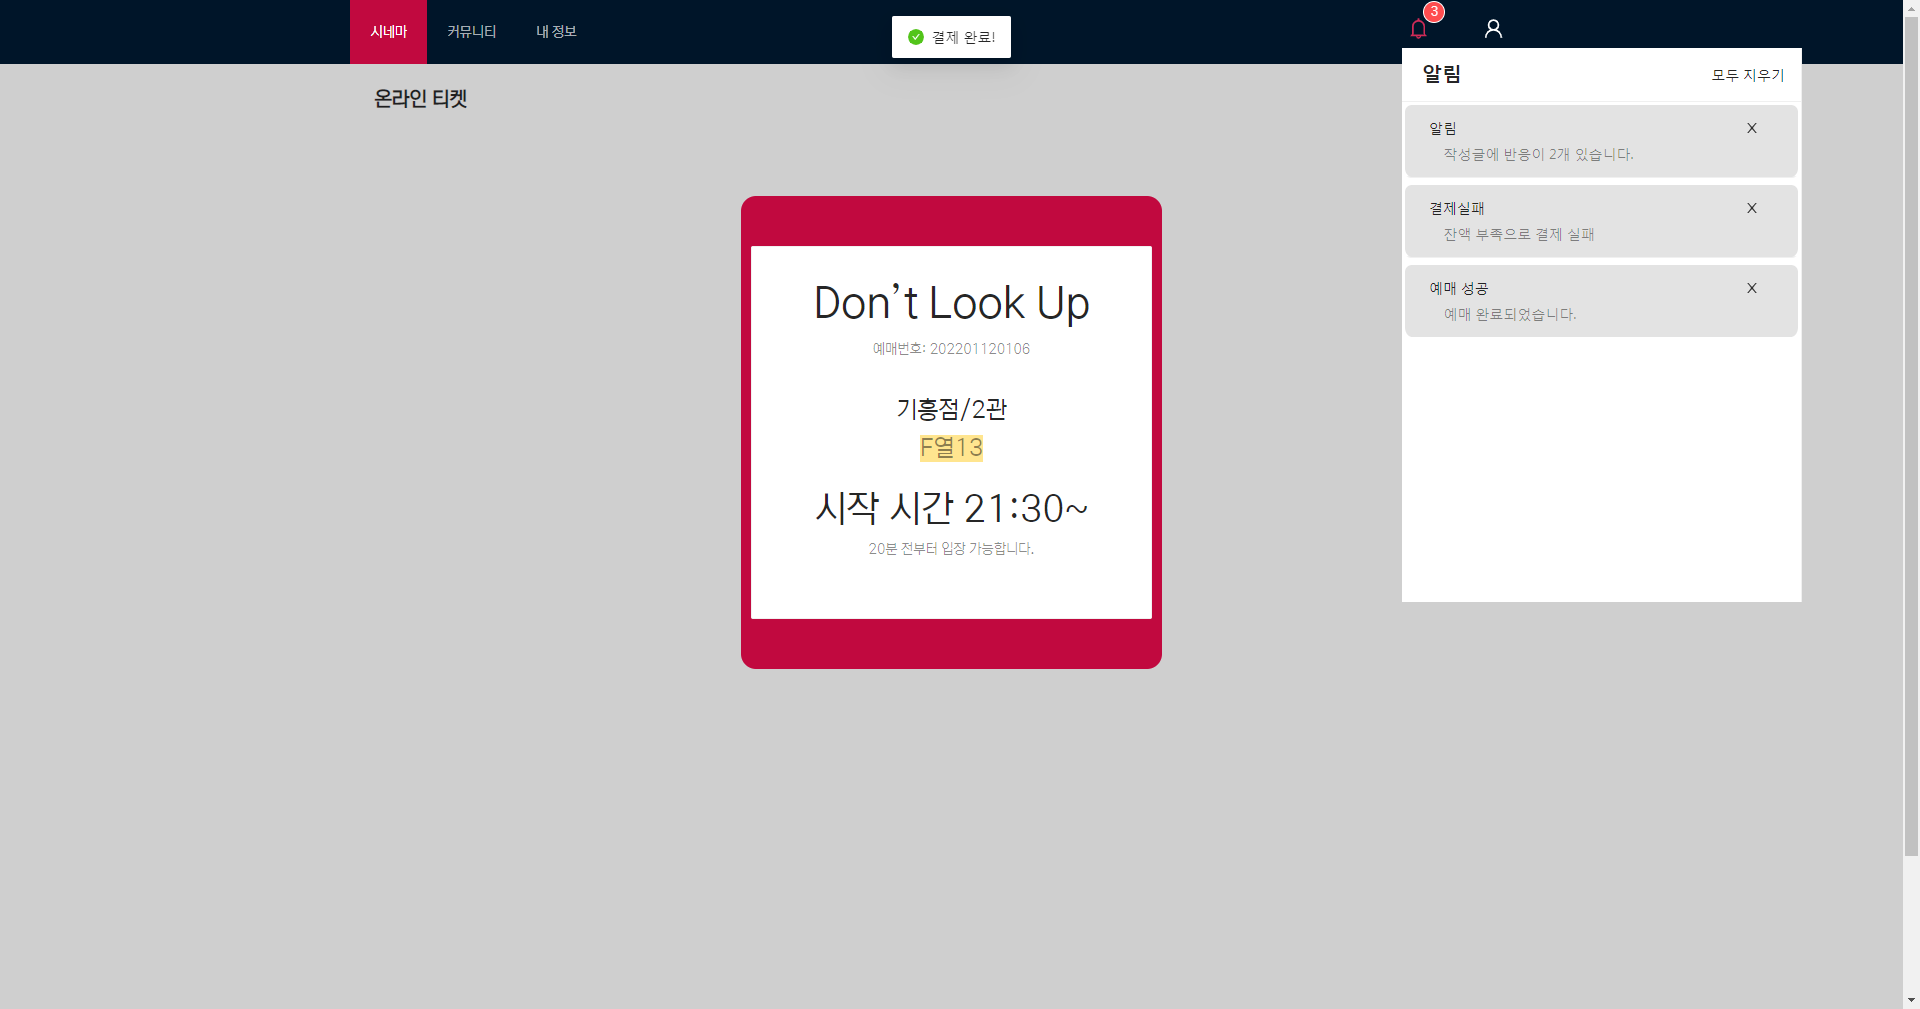 시네마 커뮤니티 내 정보
결제 완료!
3
온라인 티켓
Don’t Look Up
예매번호: 202201120106
기흥점/2관
F열13
시작 시간 21:30~
20분 전부터 입장 가능합니다.
알림 모두 지우기
알림 X
작성글에 반응이 2개 있습니다.
결제실패 X
잔액 부족으로 결제 실패
예매 성공 X
예매 완료되었습니다.